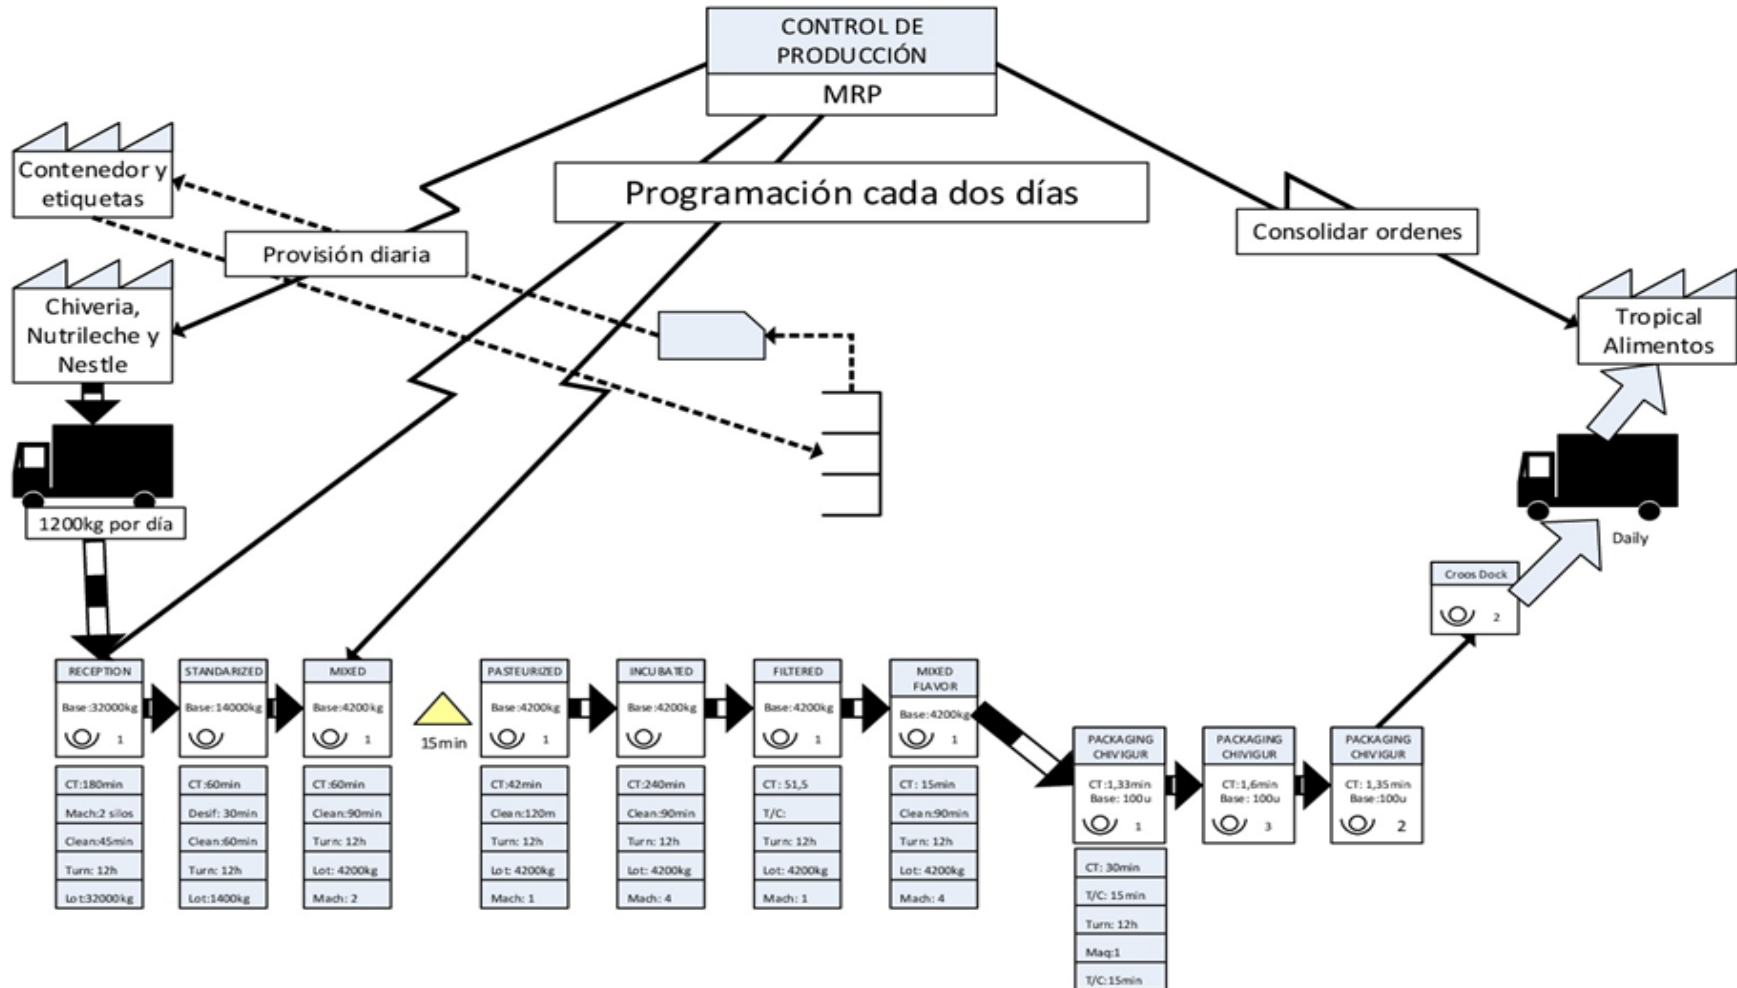 CONTROL DE
PRODUCCIÓN
MRP
Contenedor y
etiquetas
Programación cada dos días
Provisión diaria
Consolidar ordenes
Chiveria,
Nutrileche y
Nestle
Tropical
Alimentos
1200kg por día
Daily
Croos Dock
2
RECEPTION
Base:32000kg
1
CT:180min
Mach:2 silos
Clean:45min
Turn: 12h
Lot:32000kg
STANDARIZED
Base:14000kg
CT:60min
Desif: 30min
Clean:60min
Turn: 12h
Lot:1400kg
MIXED
Base:4200kg
1
CT:60min
Clean:90min
Turn: 12h
Lot: 4200kg
Mach: 2
15min
PASTEURIZED
Base:4200kg
1
CT:42min
Clean:120m
Turn: 12h
Lot: 4200kg
Mach: 1
INCUBATED
Base:4200kg
CT:240min
Clean:90min
Turn: 12h
Lot: 4200kg
Mach: 4
FILTERED
Base:4200kg
1
CT: 51,5
T/C:
Turn: 12h
Lot: 4200kg
Mach: 1
MIXED
FLAVOR
Base:4200kg
1
CT: 15min
Clean:90min
Turn: 12h
Lot:4200kg
Mach: 4
PACKAGING
CHIVIGUR
CT:1,33min
Base: 100u
1
CT: 30min
T/C: 15min
Turn: 12h
Maq:1
T/C:15min
PACKAGING
CHIVIGUR
CT:1,6min
Base: 100u
3
PACKAGING
CHIVIGUR
CT: 1,35min
Base:100u
2